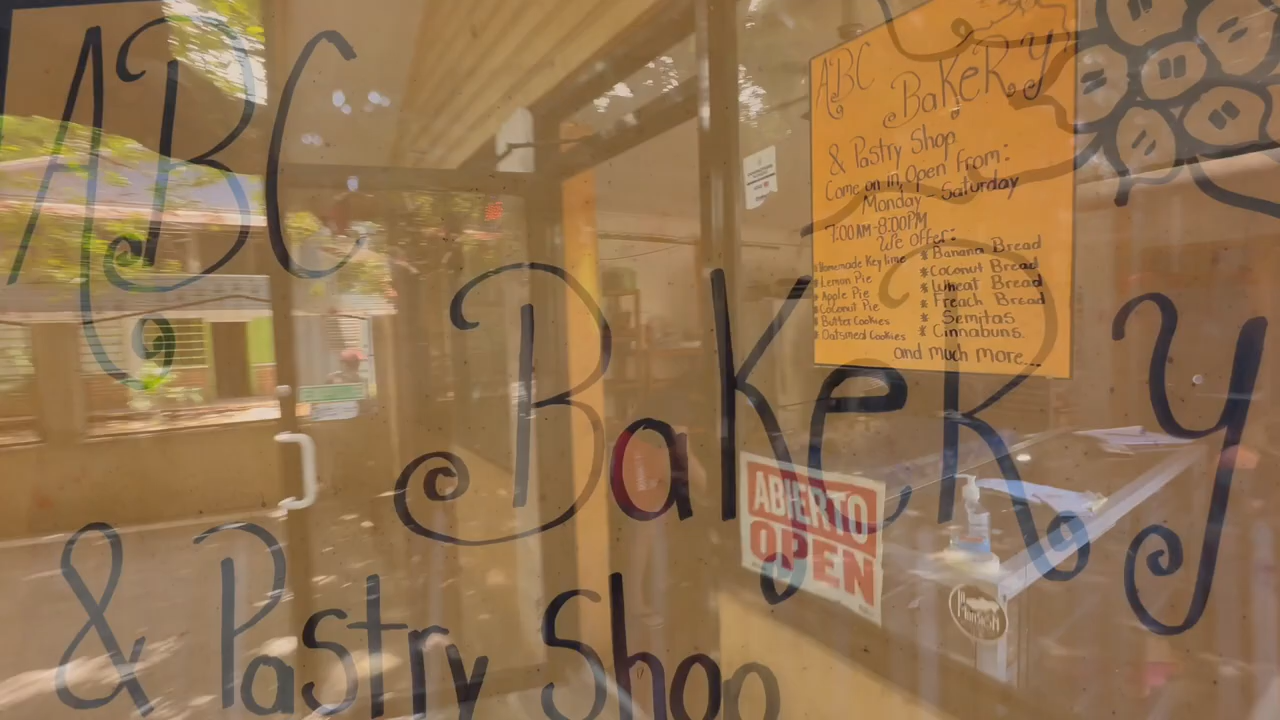 ABC
BaKeRy
& Pastry Shop
ABC
BaKeRy
& Pastry Shop
Come on in, Open From:
Monday - Saturday
7:00AM-8:00PM
We Offer:
* Homemade Key lime
* Lemon Pie
* Apple Pie
* Coconut Pie
* Butter Cookies
* Oatsmeal Cookies
* Banana Bread
* Coconut Bread
* Wheat Bread
* French Bread
* Semitas
* Cinnabuns.
and much more...
ABIERTO
OPEN